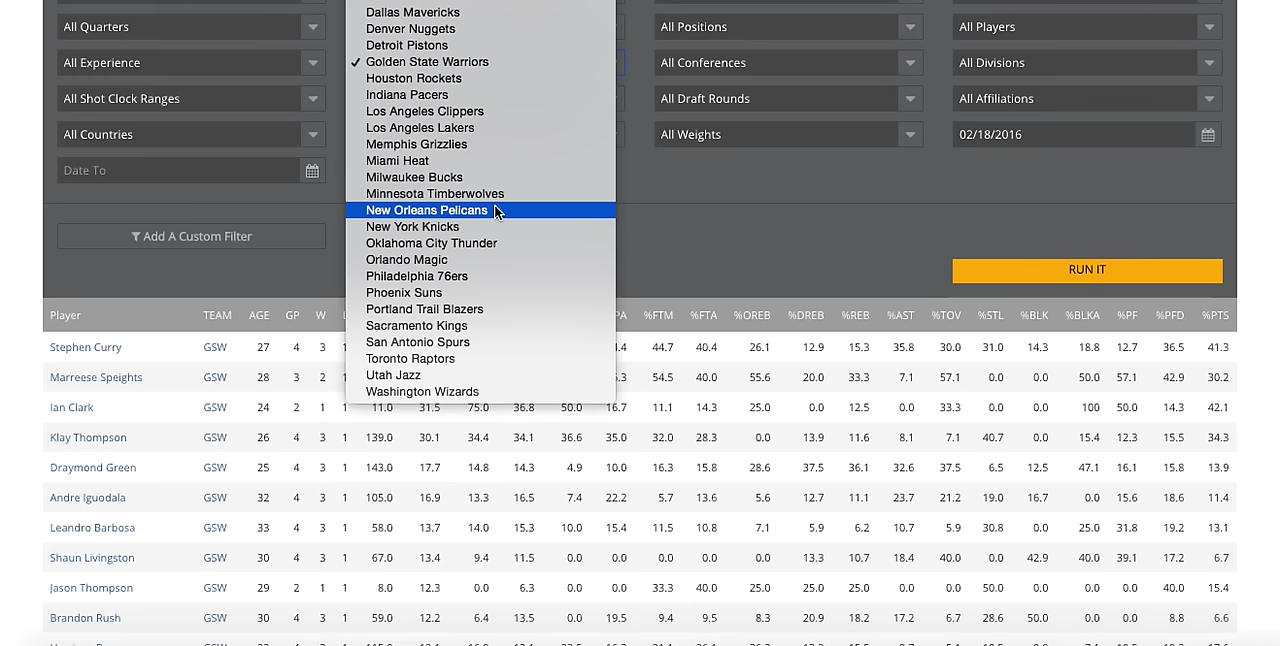 Dallas Mavericks
All Quarters Denver Nuggets All Positions All Players
Detroit Pistons
All Experience ✓ Golden State Warriors All Conferences All Divisions
Houston Rockets
Indiana Pacers
All Shot Clock Ranges Los Angeles Clippers All Draft Rounds All Affiliations
Los Angeles Lakers
All Countries Memphis Grizzlies All Weights 02/18/2016
Miami Heat
Date To Milwaukee Bucks
Minnesota Timberwolves
New Orleans Pelicans
New York Knicks
Add A Custom Filter Oklahoma City Thunder
Orlando Magic
RUN IT
Philadelphia 76ers
Phoenix Suns
Portland Trail Blazers
Player TEAM AGE GP W %FTM %FTA %OREB %DREB %REB %AST %TOV %STL %BLK %BLKA %PF %PFD %PTS
Sacramento Kings
San Antonio Spurs
Stephen Curry GSW 27 4 3 1 44.7 40.4 26.1 12.9 15.3 35.8 30.0 31.0 14.3 18.8 12.7 36.5 41.3
Toronto Raptors
Utah Jazz
Marreese Speights GSW 28 3 2 54.5 40.0 55.6 20.0 33.3 7.1 57.1 0.0 0.0 50.0 57.1 42.9 30.2
Washington Wizards
Ian Clark GSW 24 2 1 1 11.0 31.5 75.0 36.8 50.0 16.7 11.1 14.3 25.0 0.0 12.5 0.0 33.3 0.0 0.0 100 50.0 14.3 42.1
Klay Thompson GSW 26 4 3 1 139.0 30.1 34.4 34.1 36.6 35.0 32.0 28.3 0.0 13.9 11.6 8.1 7.1 40.7 0.0 15.4 12.3 15.5 34.3
Draymond Green GSW 25 4 3 1 143.0 17.7 14.8 14.3 4.9 10.0 16.3 15.8 28.6 37.5 36.1 32.6 37.5 6.5 12.5 47.1 16.1 15.8 13.9
Andre Iguodala GSW 32 4 3 1 105.0 16.9 13.3 16.5 7.4 22.2 5.7 13.6 5.6 12.7 11.1 23.7 21.2 19.0 16.7 0.0 15.6 18.6 11.4
Leandro Barbosa GSW 33 4 3 1 58.0 13.7 14.0 15.3 10.0 15.4 11.5 10.8 7.1 5.9 6.2 10.7 5.9 30.8 0.0 25.0 31.8 19.2 13.1
Shaun Livingston GSW 30 4 3 1 67.0 13.4 9.4 11.5 0.0 0.0 0.0 0.0 0.0 13.3 10.7 18.4 40.0 0.0 42.9 40.0 39.1 17.2 6.7
Jason Thompson GSW 29 2 1 1 8.0 12.3 0.0 6.3 0.0 0.0 33.3 40.0 25.0 25.0 25.0 0.0 0.0 50.0 0.0 0.0 0.0 40.0 15.4
Brandon Rush GSW 30 4 3 1 59.0 12.2 6.4 13.5 0.0 19.5 9.4 9.5 8.3 20.9 18.2 17.2 6.7 28.6 50.0 0.0 0.0 8.8 6.6